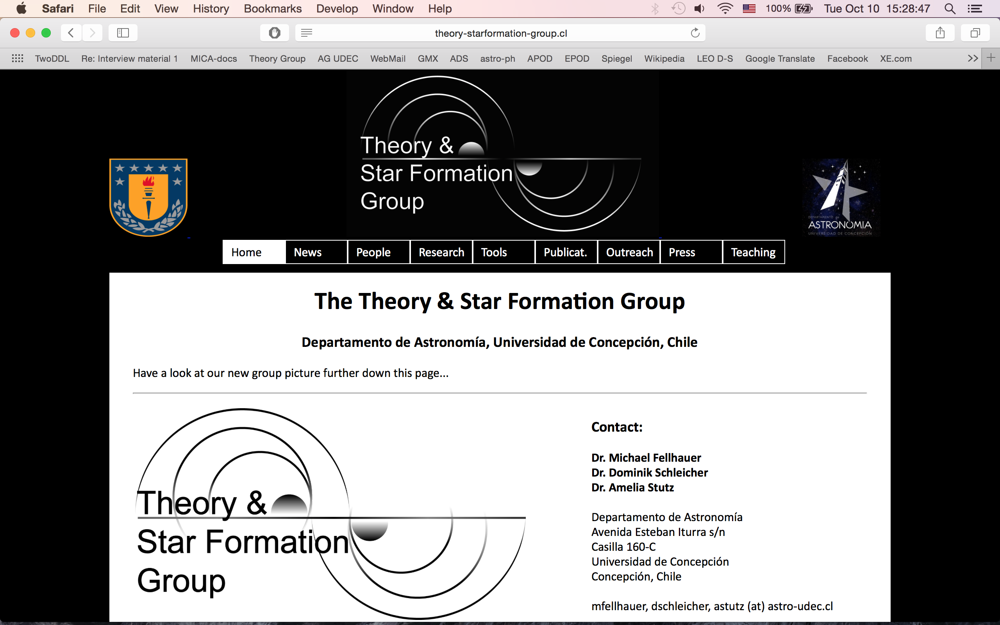 Safari File Edit View History Bookmarks Develop Window Help 100% Tue Oct 10 15:28:47
theory-starformation-group.cl
TwoDDL Re: Interview material 1 MICA-docs Theory Group AG UDEC WebMail GMX ADS astro-ph APOD EPOD Spiegel Wikipedia LEO D-S Google Translate Facebook XE.com >> +
Theory &
Star Formation
Group
DEPARTAMENTO de
ASTRONOMIA
UNIVERSIDAD DE CONCEPCIÓN
Home News People Research Tools Publicat. Outreach Press Teaching
The Theory & Star Formation Group
Departamento de Astronomía, Universidad de Concepción, Chile
Have a look at our new group picture further down this page...
Theory &
Star Formation
Group
Contact:
Dr. Michael Fellhauer
Dr. Dominik Schleicher
Dr. Amelia Stutz
Departamento de Astronomía
Avenida Esteban Iturra s/n
Casilla 160-C
Universidad de Concepción
Concepción, Chile
mfellhauer, dschleicher, astutz (at) astro-udec.cl